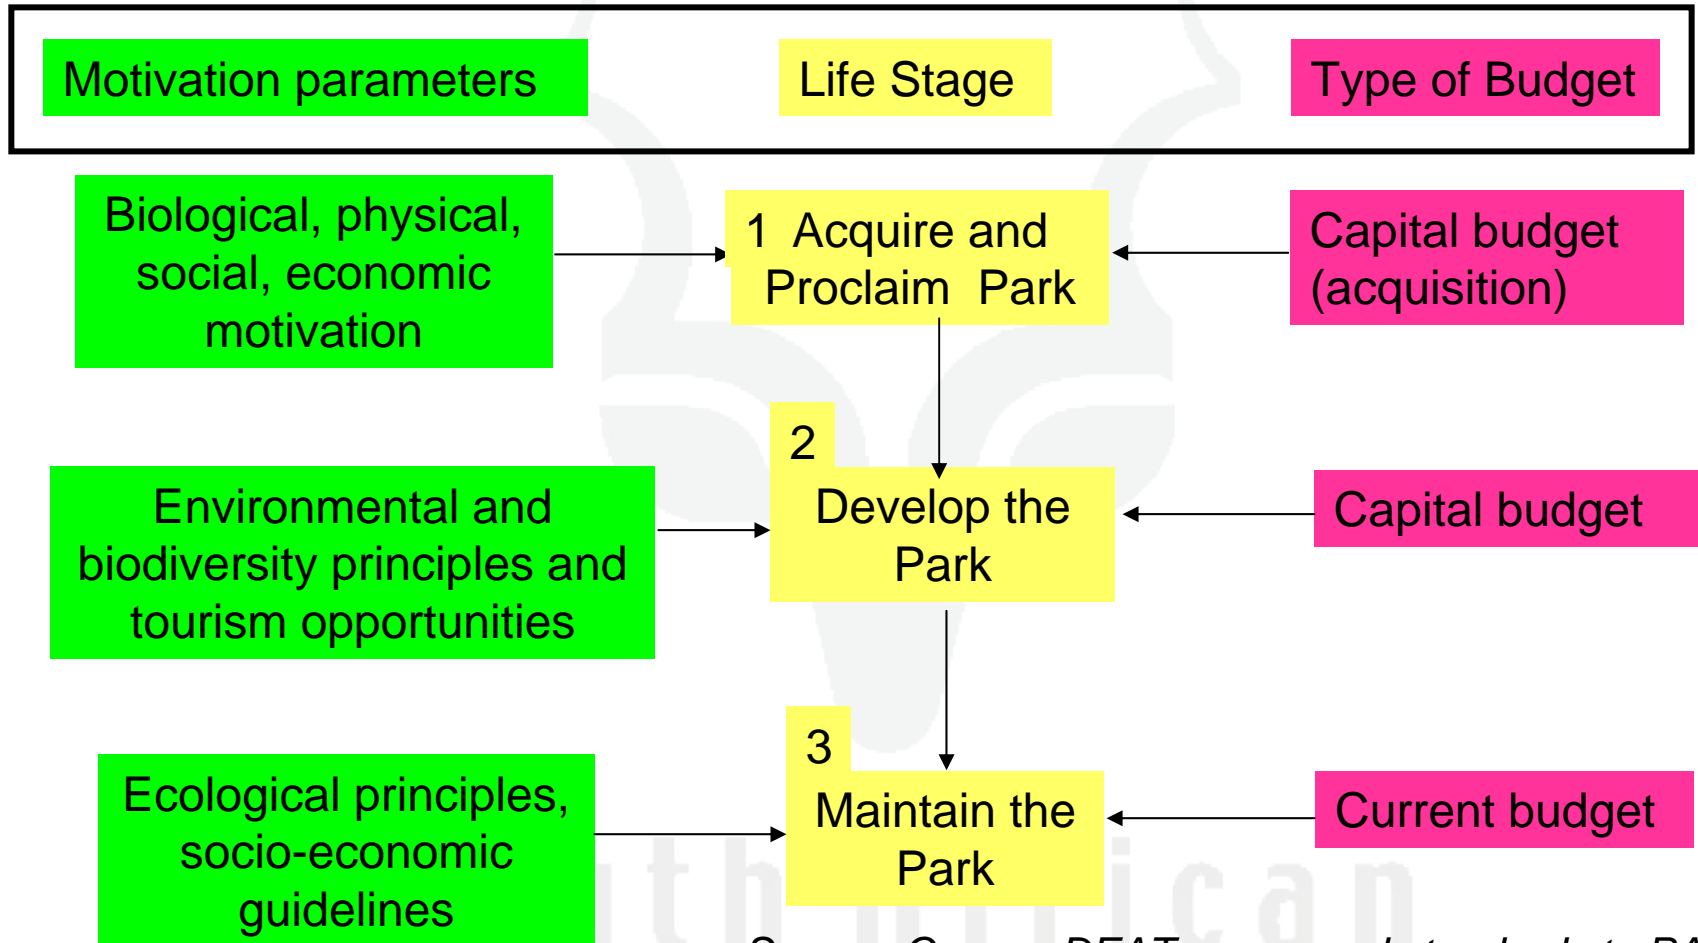 Motivation parameters
Life Stage
Type of Budget
Biological, physical,
social, economic
motivation
1 Acquire and
Proclaim Park
Capital budget
(acquisition)
Environmental and
biodiversity principles and
tourism opportunities
2
Develop the
Park
Capital budget
Ecological principles,
socio-economic
guidelines
3
Maintain the
Park
Current budget
DEAT